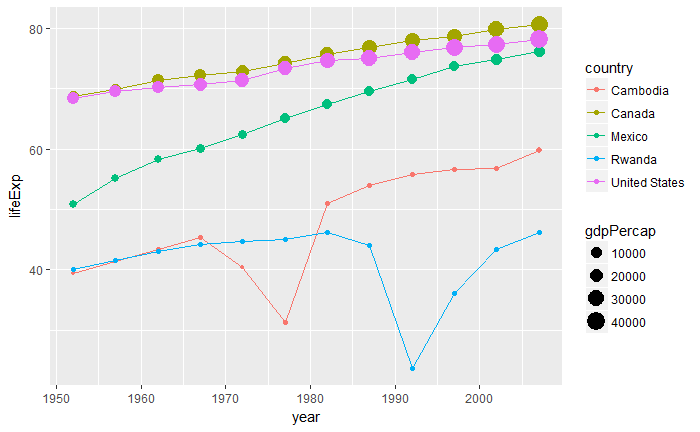 80
60
40
lifeExp
1950 1960 1970 1980 1990 2000
year
country
Cambodia
Canada
Mexico
Rwanda
United States
gdpPercap
10000
20000
30000
40000